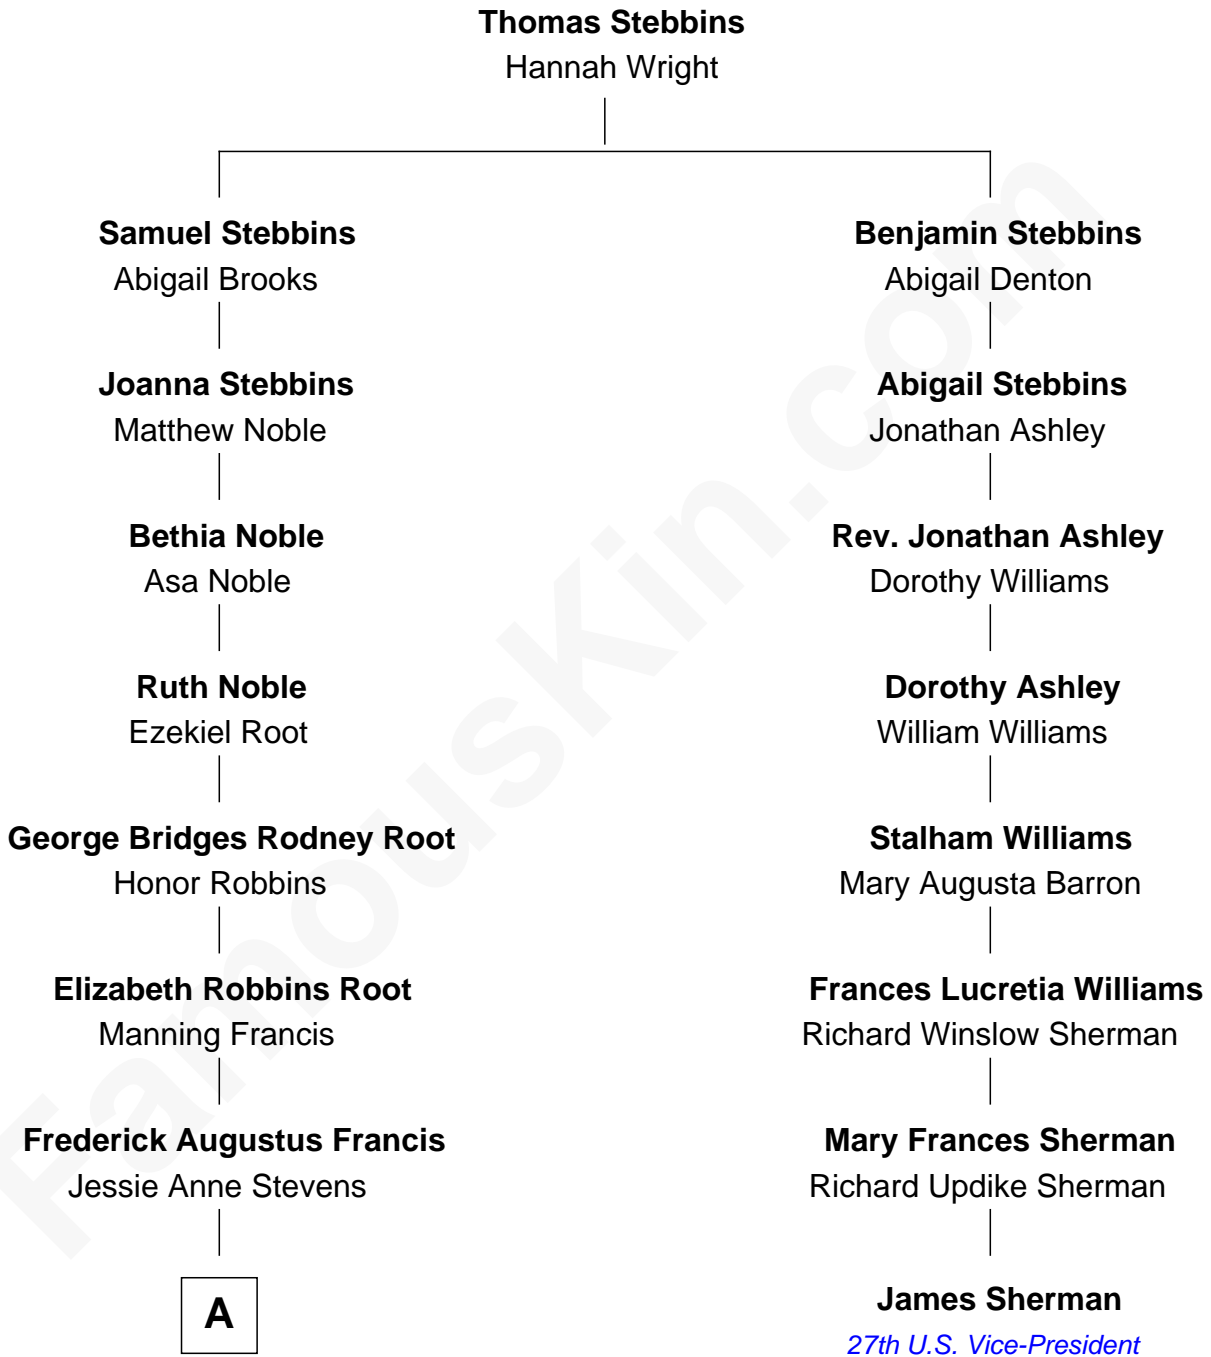 Thomas Stebbins
Hannah Wright
Samuel Stebbins
Abigail Brooks
Joanna Stebbins
Matthew Noble
Bethia Noble
Asa Noble
Ruth Noble
Ezekiel Root
George Bridges Rodney Root
Honor Robbins
Elizabeth Robbins Root
Manning Francis
Frederick Augustus Francis
Jessie Anne Stevens
A
Benjamin Stebbins
Abigail Denton
Abigail Stebbins
Jonathan Ashley
Rev. Jonathan Ashley
Dorothy Williams
Dorothy Ashley
William Williams
Stalham Williams
Mary Augusta Barron
Frances Lucretia Williams
Richard Winslow Sherman
Mary Frances Sherman
Richard Updike Sherman
James Sherman
27th U.S. Vice-President
FamousKin.com